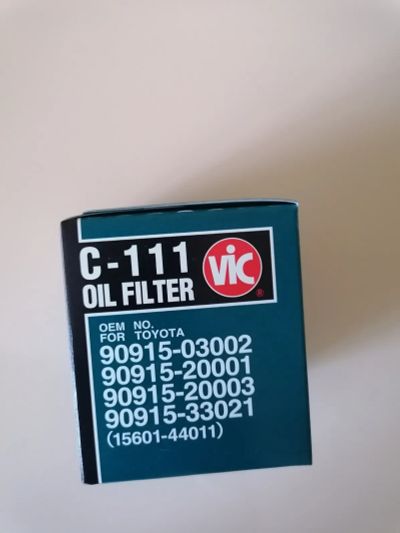 C-111
VIC
®
OIL FILTER
OEM NO.
FOR TOYOTA
90915-03002
90915-20001
90915-20003
90915-33021
(15601-44011)